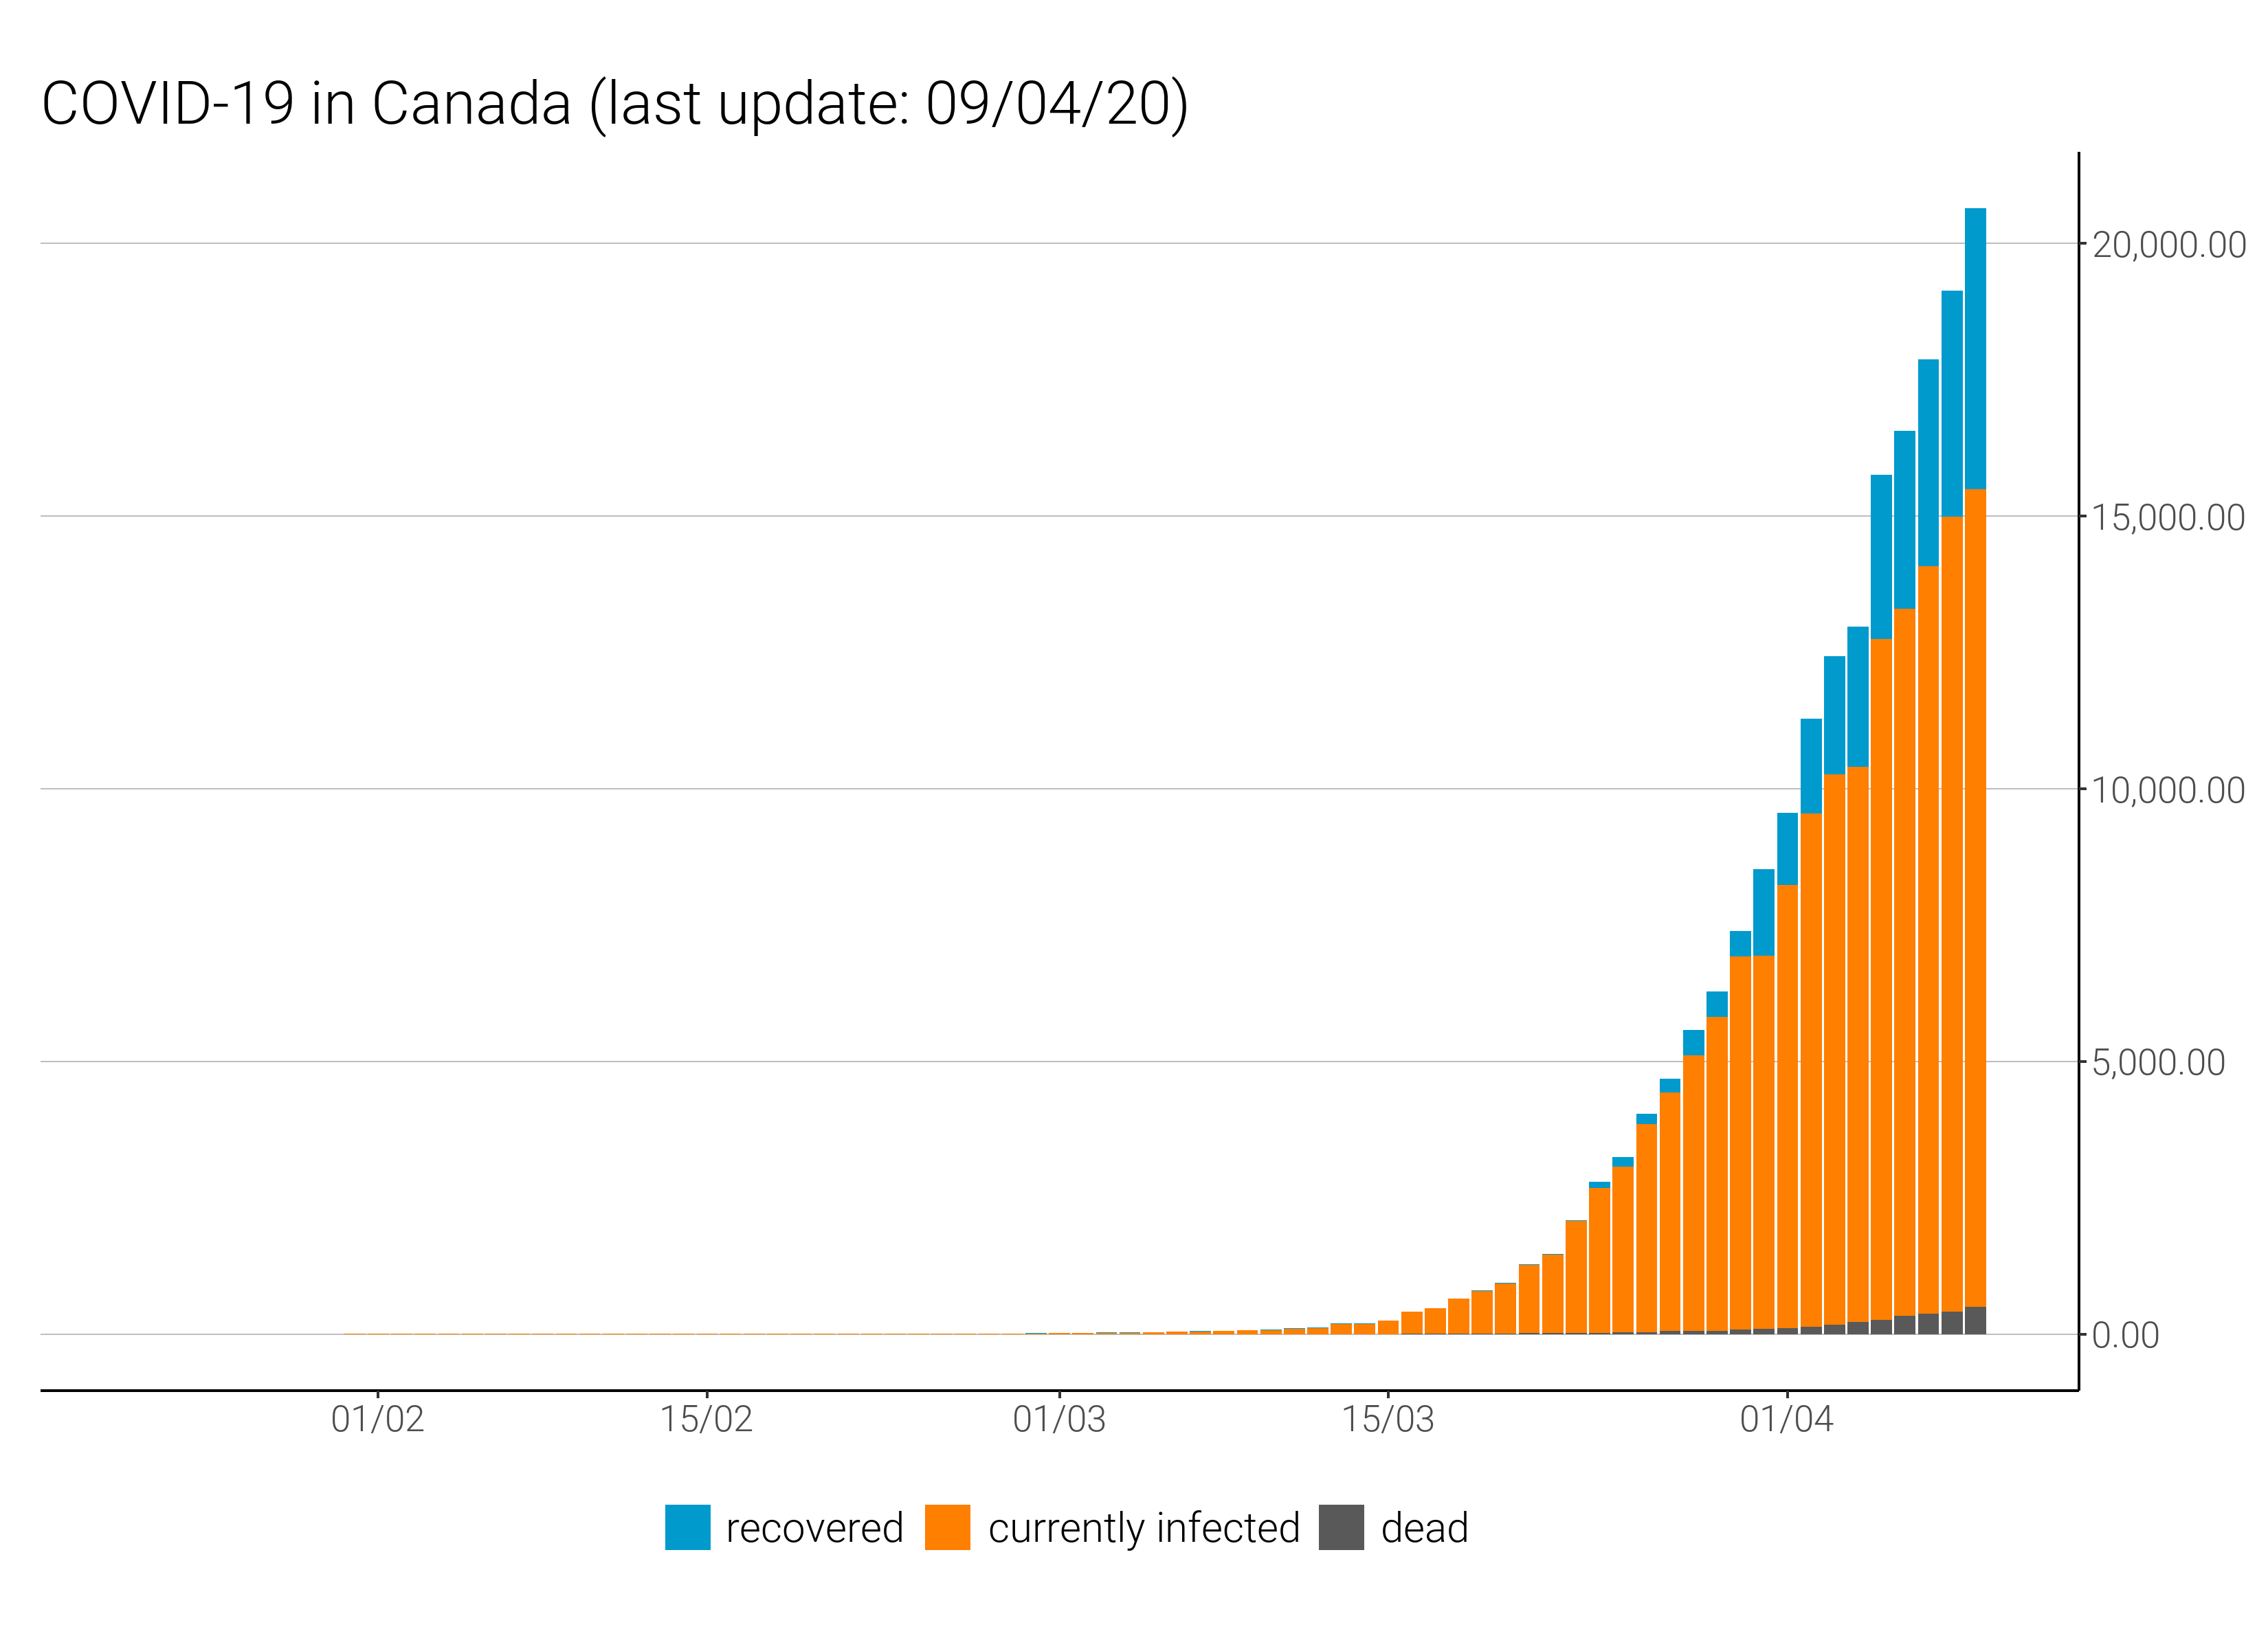 COVID-19 in Canada (last update: 09/04/20)
20,000.00
15,000.00
10,000.00
5,000.00
0.00
01/02 15/02 01/03 15/03 01/04
recovered currently infected dead